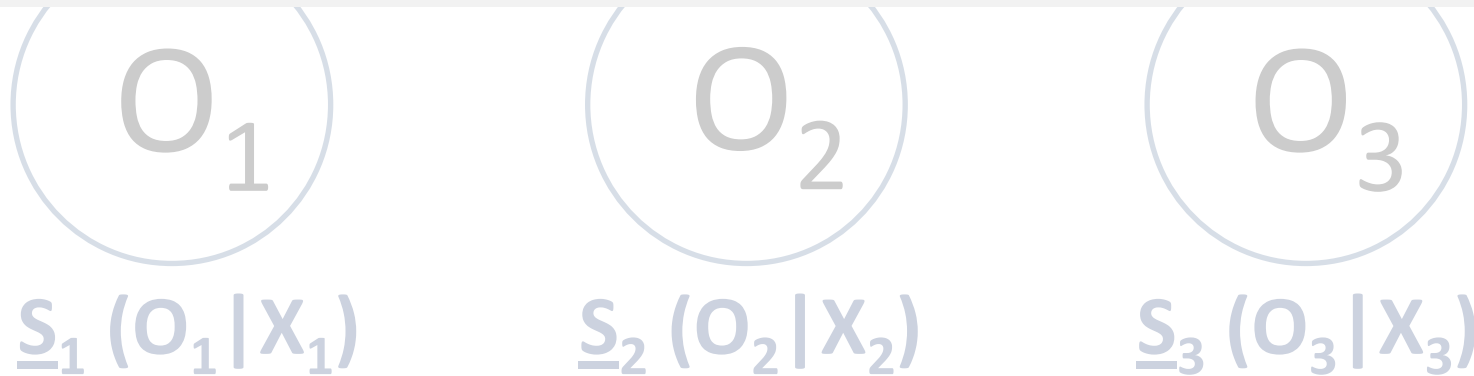 O₁ O₂ O₃
S₁ (O₁|X₁) S₂ (O₂|X₂) S₃ (O₃|X₃)